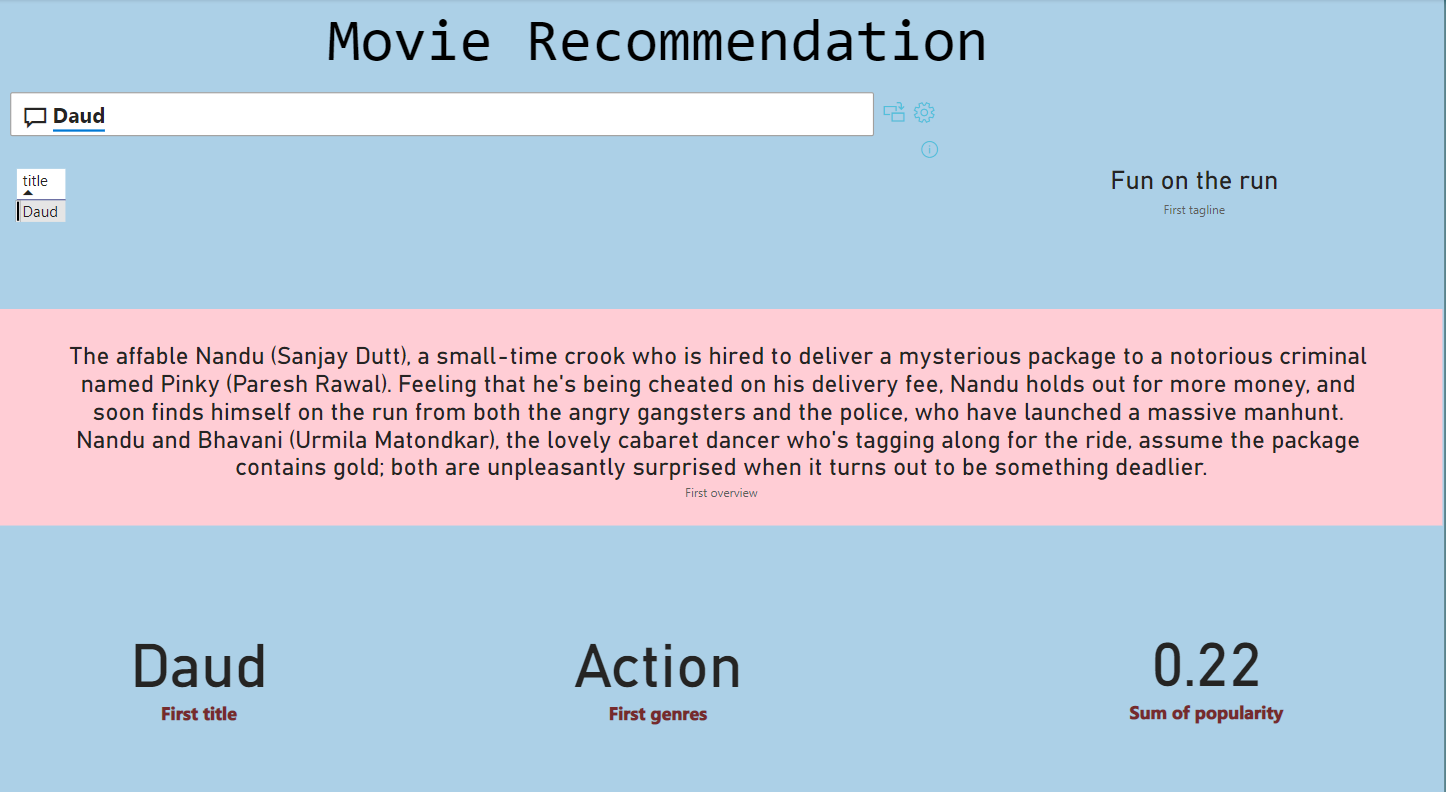 Movie Recommendation
Daud
title
Daud
Fun on the run
First tagline
The affable Nandu (Sanjay Dutt), a small-time crook who is hired to deliver a mysterious package to a notorious criminal
named Pinky (Paresh Rawal). Feeling that he's being cheated on his delivery fee, Nandu holds out for more money, and
soon finds himself on the run from both the angry gangsters and the police, who have launched a massive manhunt.
Nandu and Bhavani (Urmila Matondkar), the lovely cabaret dancer who's tagging along for the ride, assume the package
contains gold; both are unpleasantly surprised when it turns out to be something deadlier.
First overview
Daud
First title
Action
First genres
0.22
Sum of popularity